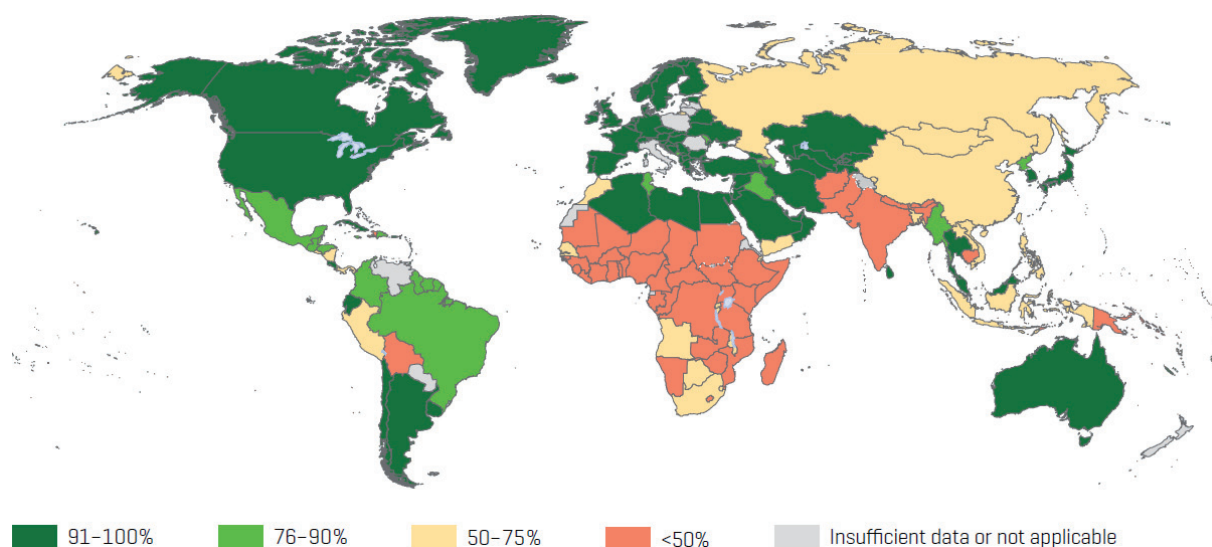 91–100% 76–90% 50–75% <50% Insufficient data or not applicable